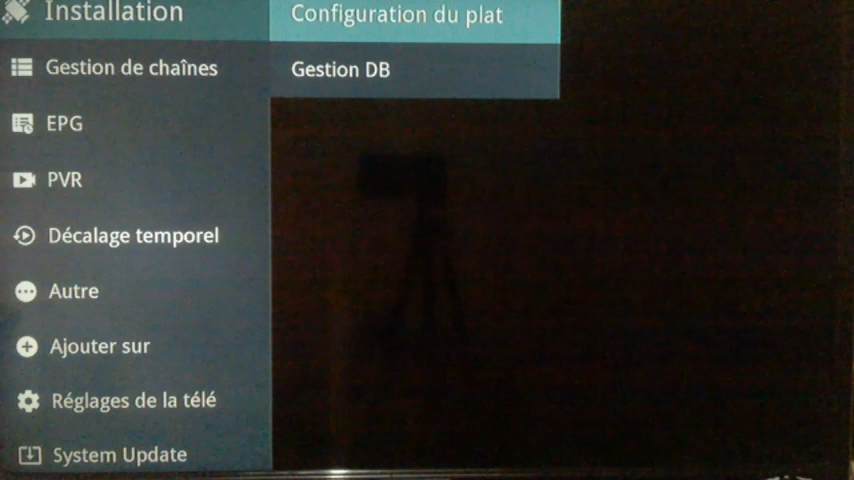 Installation
Configuration du plat
Gestion de chaînes
Gestion DB
EPG
PVR
Décalage temporel
Autre
Ajouter sur
Réglages de la télé
System Update